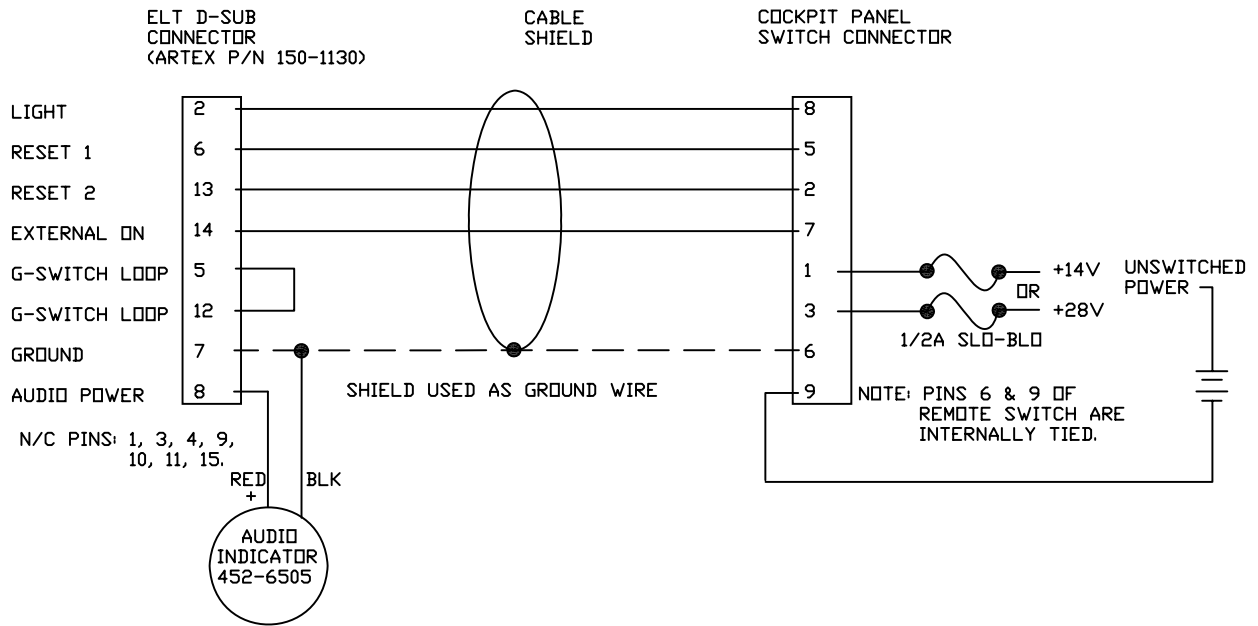 ELT D-SUB
CONNECTOR
(ARTEX P/N 150-1130)
CABLE
SHIELD
COCKPIT PANEL
SWITCH CONNECTOR
LIGHT 2 8
RESET 1 6 5
RESET 2 13 2
EXTERNAL ON 14 7
G-SWITCH LOOP 5 1 +14V UNSWITCHED
OR POWER
G-SWITCH LOOP 12 3 +28V
1/2A SLO-BLO
GROUND 7 6
AUDIO POWER 8 SHIELD USED AS GROUND WIRE 9
NOTE: PINS 6 & 9 OF
REMOTE SWITCH ARE
INTERNALLY TIED.
N/C PINS: 1, 3, 4, 9,
10, 11, 15.
RED BLK
+
AUDIO
INDICATOR
452-6505